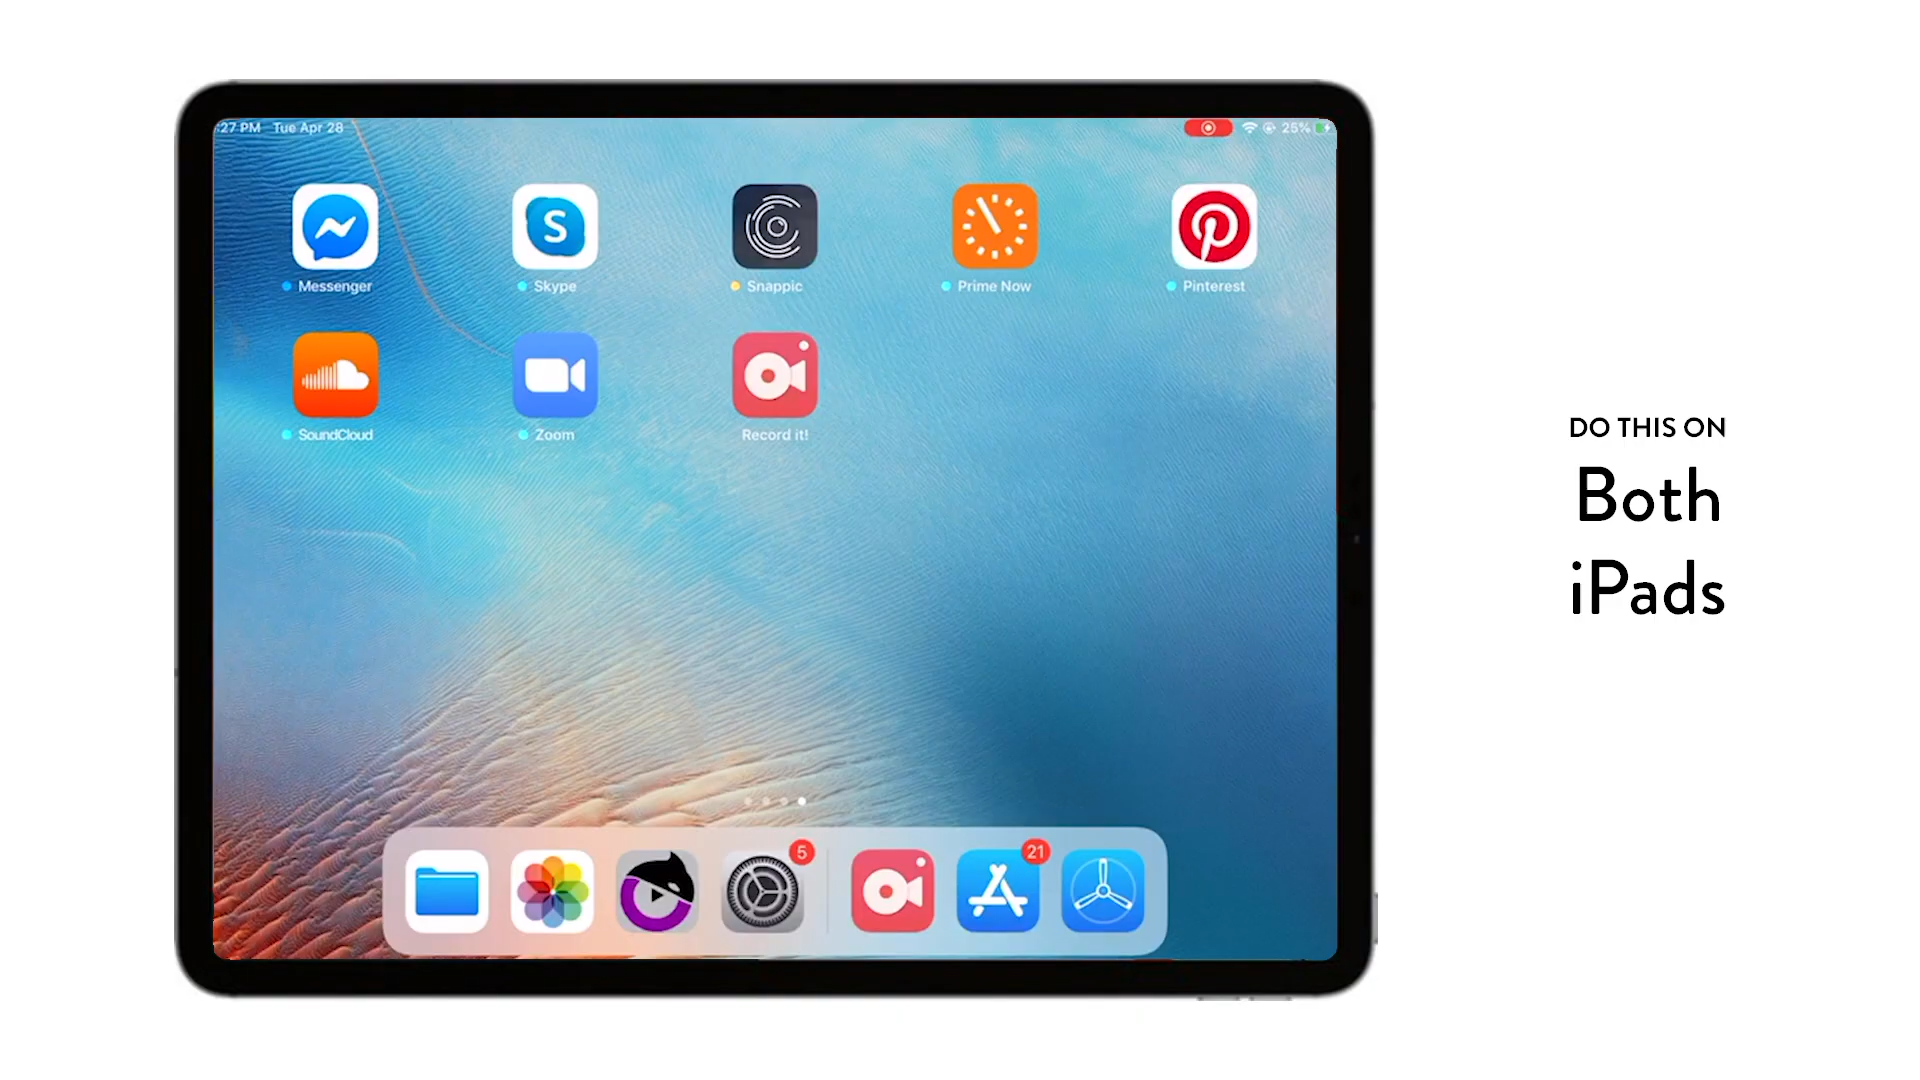 :27 PM Tue Apr 28
25%
Messenger
Skype
Snappic
Prime Now
Pinterest
SoundCloud
Zoom
Record it!
5
21
DO THIS ON
Both
iPads